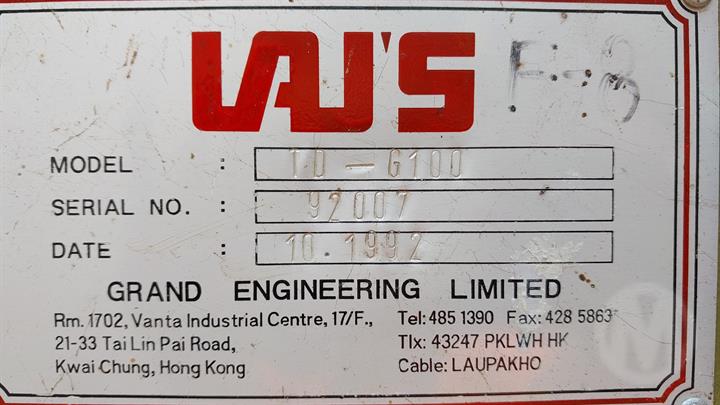 LAI'S F-8
MODEL : TD - G100
SERIAL NO. : 92007
DATE : 10.1992
GRAND ENGINEERING LIMITED
Rm. 1702, Vanta Industrial Centre, 17/F., Tel: 485 1390 Fax: 428 5863
21-33 Tai Lin Pai Road, Tlx: 43247 PKLWH HK
Kwai Chung, Hong Kong Cable: LAUPAKHO